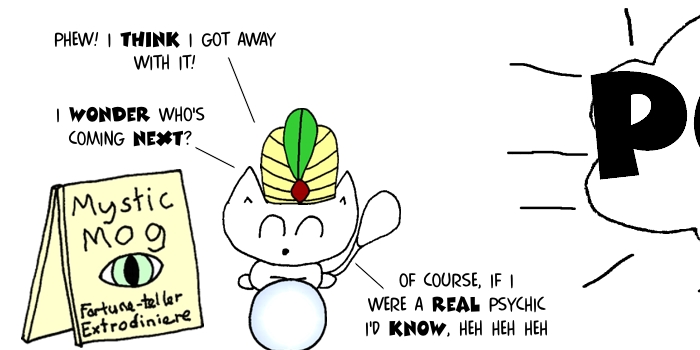 PHEW! I THINK I GOT AWAY
WITH IT!
I WONDER WHO'S
COMING NEXT?
Mystic
Mog
Fortune-teller
Extrodiniere
OF COURSE, IF I
WERE A REAL PSYCHIC
I'D KNOW, HEH HEH HEH